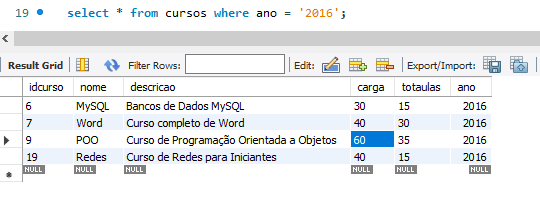 19 select * from cursos where ano = '2016';
Result Grid Filter Rows: Edit: Export/Import:
idcurso nome descricao carga totaulas ano
6 MySQL Bancos de Dados MySQL 30 15 2016
7 Word Curso completo de Word 40 30 2016
9 POO Curso de Programação Orientada a Objetos 60 35 2016
19 Redes Curso de Redes para Iniciantes 40 15 2016
NULL NULL NULL NULL NULL NULL